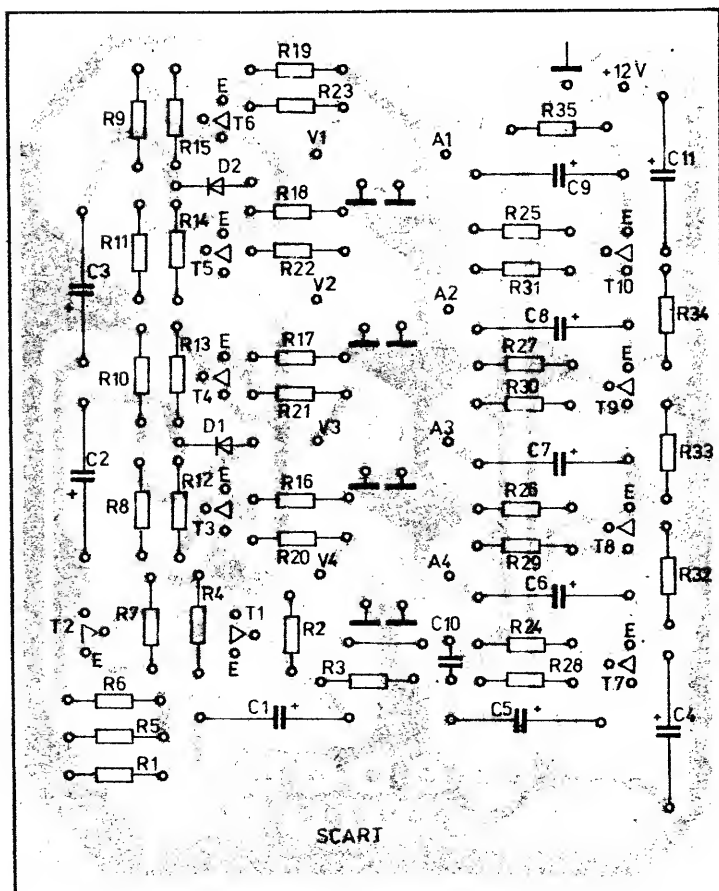 R19
+12V
R23
R9
E
R35
T6
R15
V1
A1
C11
D2
C9
R18
R14
E
R25
E
R11
T5
R22
R31
T10
C3
V2
A2
C8
R34
R17
R13
E
R27
E
R10
T4
R21
R30
T9
D1
V3
A3
C2
C7
R33
R12
E
R16
R26
E
R8
T3
R20
R29
T8
V4
A4
C6
R32
R4
T1
R7
R2
C10
R24
E
T2
E
E
R3
R28
T7
R6
C1
C5
C4
R5
R1
SCART